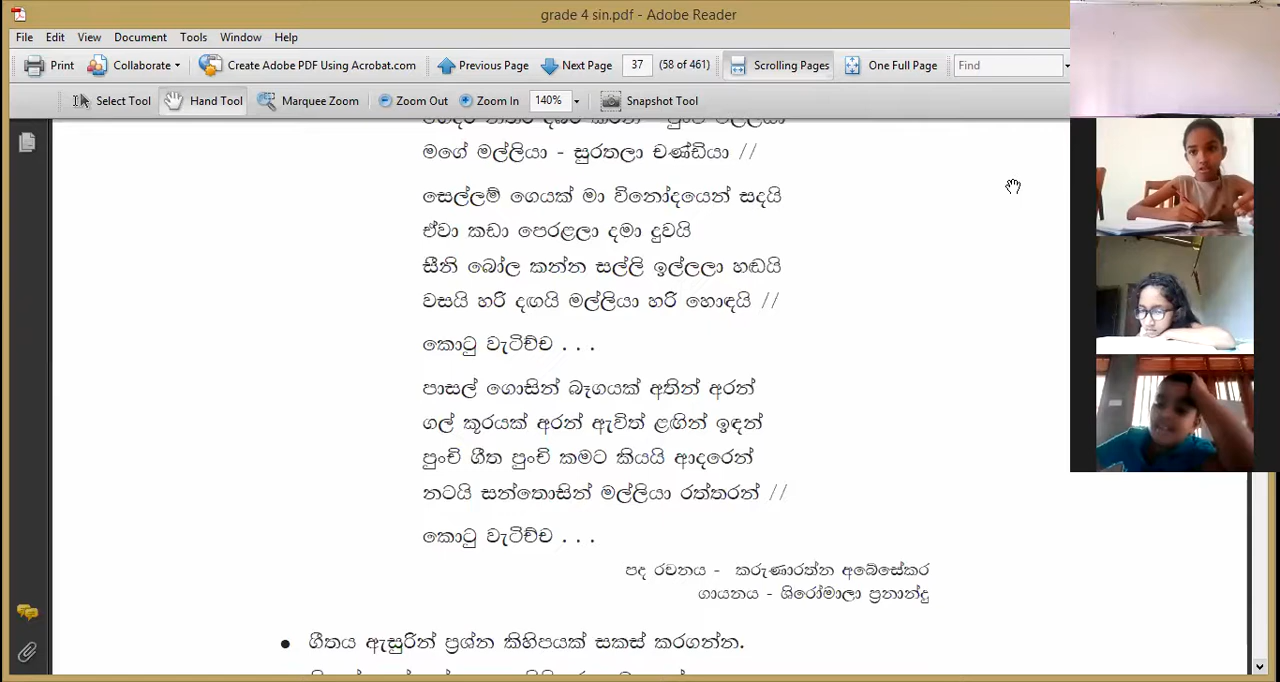 grade 4 sin.pdf - Adobe Reader
File Edit View Document Tools Window Help
Print Collaborate Create Adobe PDF Using Acrobat.com Previous Page Next Page 37 (58 of 461) Scrolling Pages One Full Page Find
Select Tool Hand Tool Marquee Zoom Zoom Out Zoom In 140% Snapshot Tool
මගේ මල්ලියා - සුරතලා චණ්ඩියා //
සෙල්ලම් ගෙයක් මා විනෝදයෙන් සදයි
ඒවා කඩා පෙරළලා දමා දුවයි
සීනි බෝල කන්න සල්ලි ඉල්ලලා හඬයි
වසයි හරි දඟයි මල්ලියා හරි හොඳයි //
කොටු වැටිච්ච . . .
පාසල් ගොසින් බෑගයක් අතින් අරන්
ගල් කූරයක් අරන් ඇවිත් ළඟින් ඉඳන්
පුංචි ගීත පුංචි කමට කියයි ආදරෙන්
නටයි සන්තොසින් මල්ලියා රත්තරන් //
කොටු වැටිච්ච . . .
පද රචනය - කරුණාරත්න අබේසේකර
ගායනය - ශිරෝමාලා ප්‍රනාන්දු
● ගීතය ඇසුරින් ප්‍රශ්න කිහිපයක් සකස් කරගන්න.